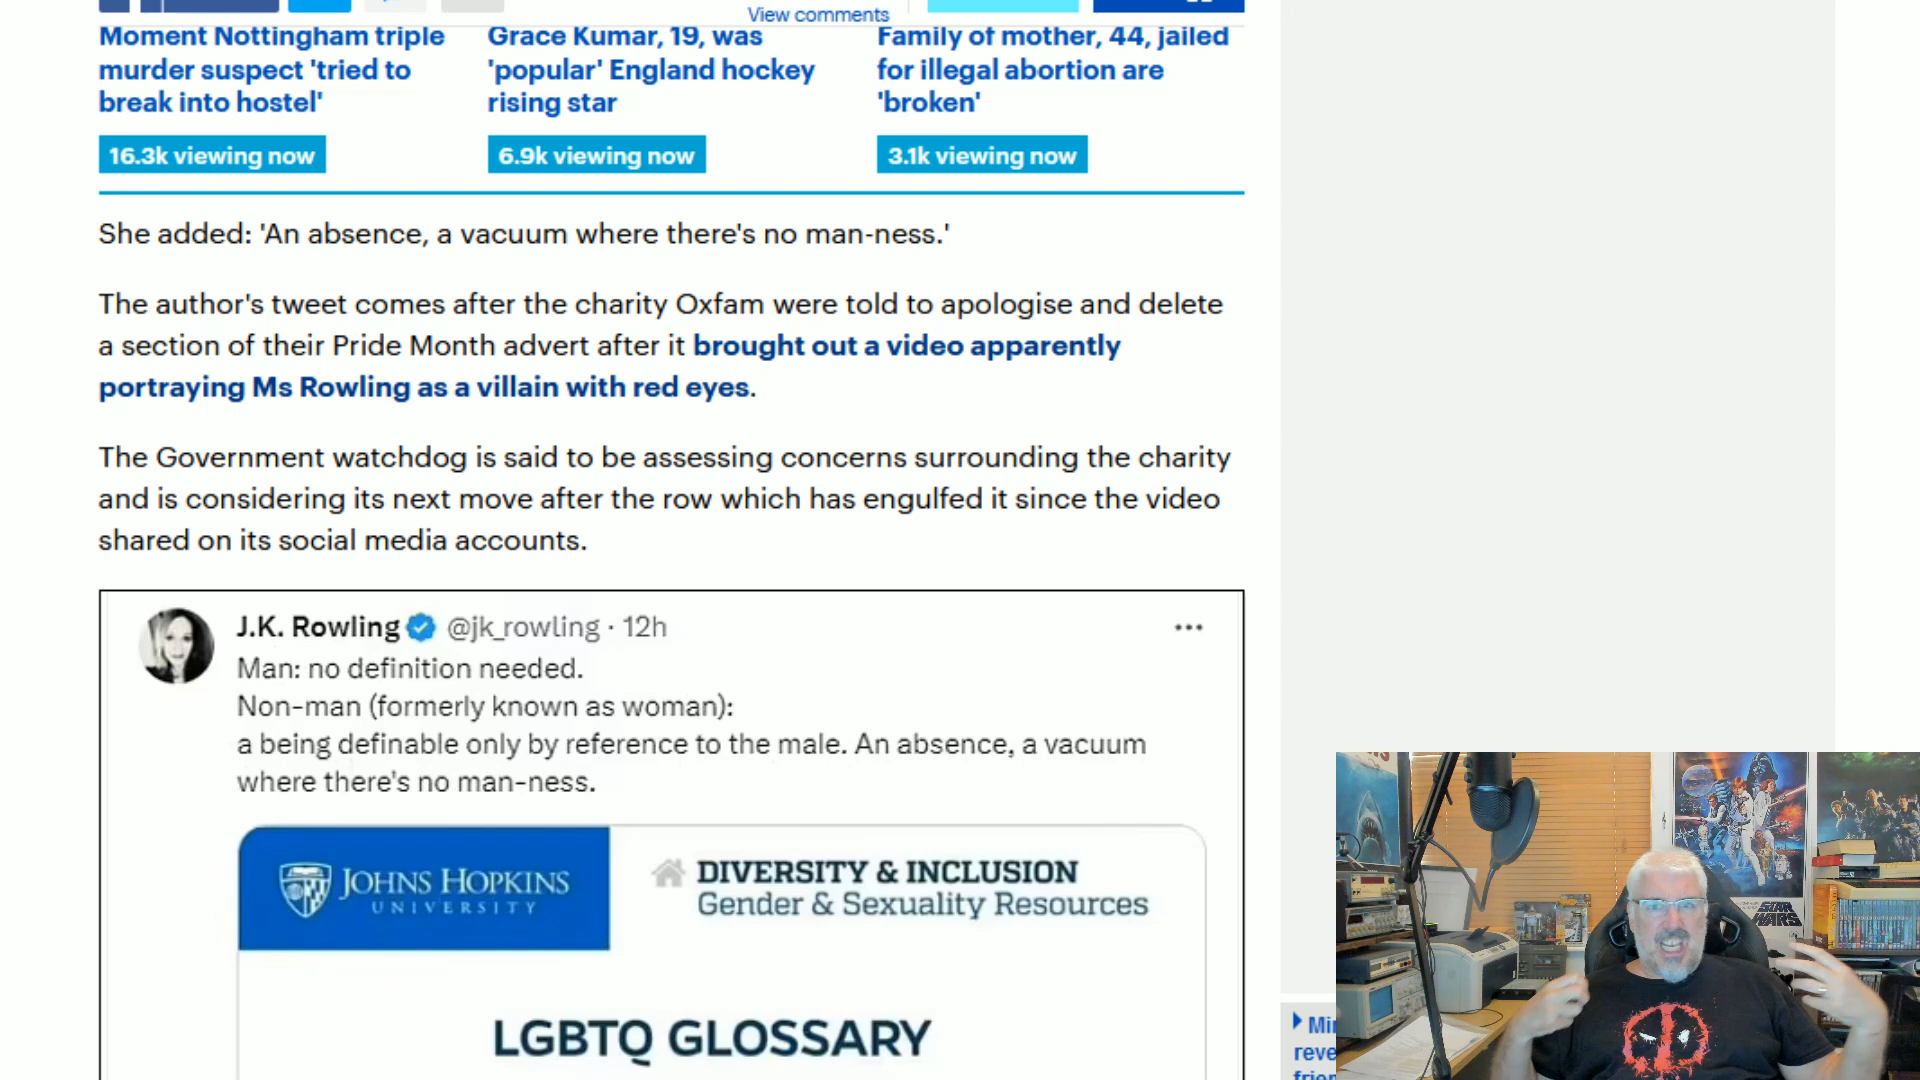 View comments
Moment Nottingham triple
murder suspect 'tried to
break into hostel'
16.3k viewing now
Grace Kumar, 19, was
'popular' England hockey
rising star
6.9k viewing now
Family of mother, 44, jailed
for illegal abortion are
'broken'
3.1k viewing now
She added: 'An absence, a vacuum where there's no man-ness.'
The author's tweet comes after the charity Oxfam were told to apologise and delete
a section of their Pride Month advert after it brought out a video apparently
portraying Ms Rowling as a villain with red eyes.
The Government watchdog is said to be assessing concerns surrounding the charity
and is considering its next move after the row which has engulfed it since the video
shared on its social media accounts.
J.K. Rowling @jk_rowling · 12h
Man: no definition needed.
Non-man (formerly known as woman):
a being definable only by reference to the male. An absence, a vacuum
where there's no man-ness.
JOHNS HOPKINS
UNIVERSITY
DIVERSITY & INCLUSION
Gender & Sexuality Resources
LGBTQ GLOSSARY
STAR
WARS